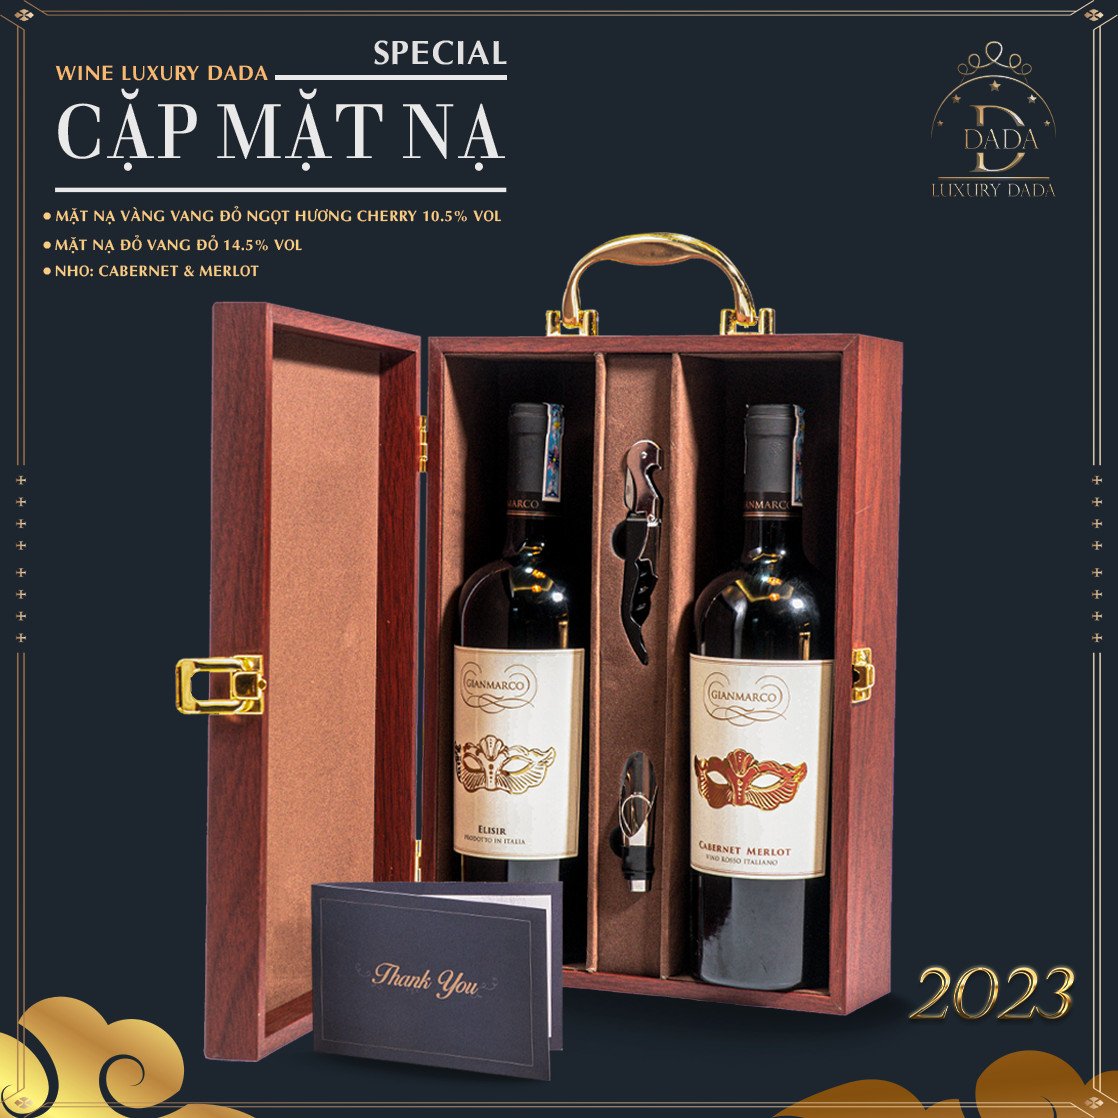 SPECIAL
WINE LUXURY DADA
CẶP MẶT NẠ
• MẶT NẠ VÀNG VANG ĐỎ NGỌT HƯƠNG CHERRY 10.5% VOL
• MẶT NẠ ĐỎ VANG ĐỎ 14.5% VOL
• NHO: CABERNET & MERLOT
D
DADA
LUXURY DADA
NMARCO
GIANMARCO
GIANMARCO
ELISIR
PRODOTTO IN ITALIA
GIANMARCO
CABERNET MERLOT
VINO ROSSO ITALIANO
Thank You
2023